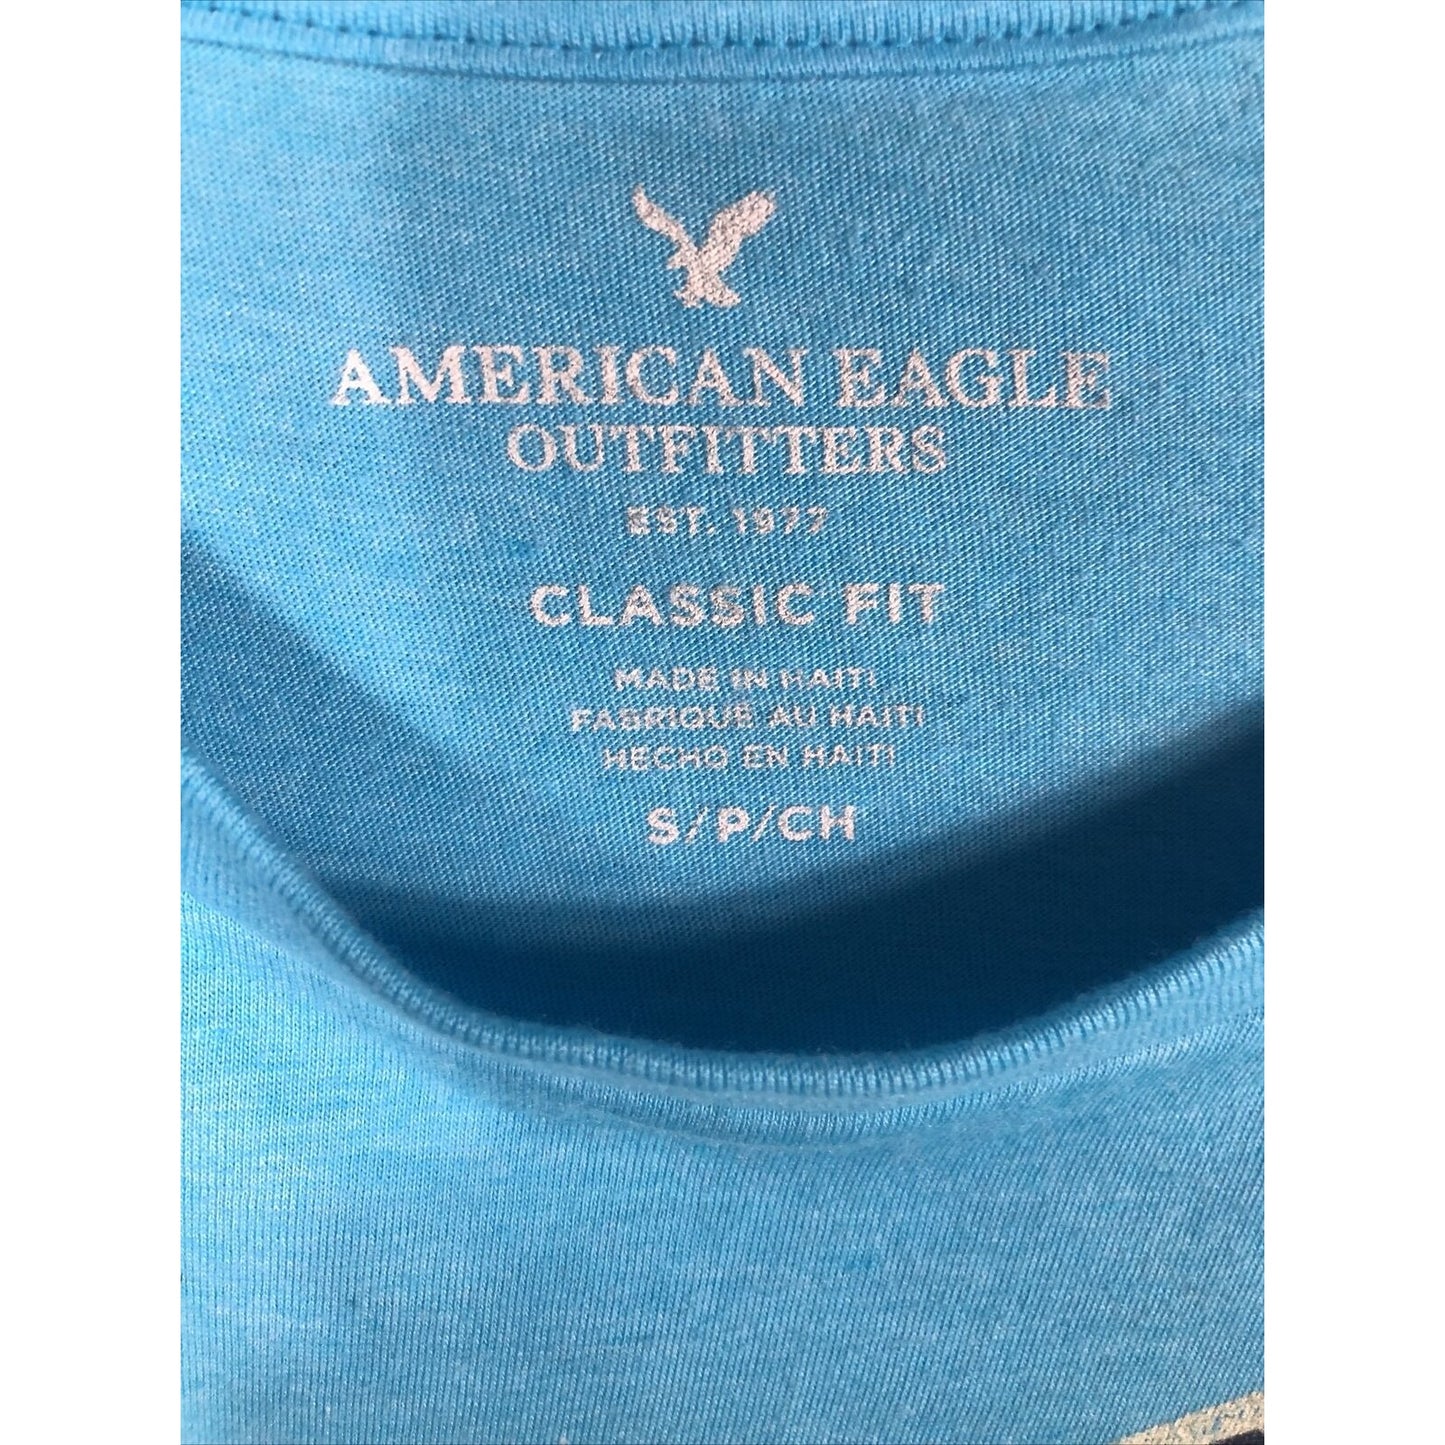 AMERICAN EAGLE
OUTFITTERS
EST. 1977
CLASSIC FIT
MADE IN HAITI
FABRIQUÉ AU HAITI
HECHO EN HAITI
S/P/CH